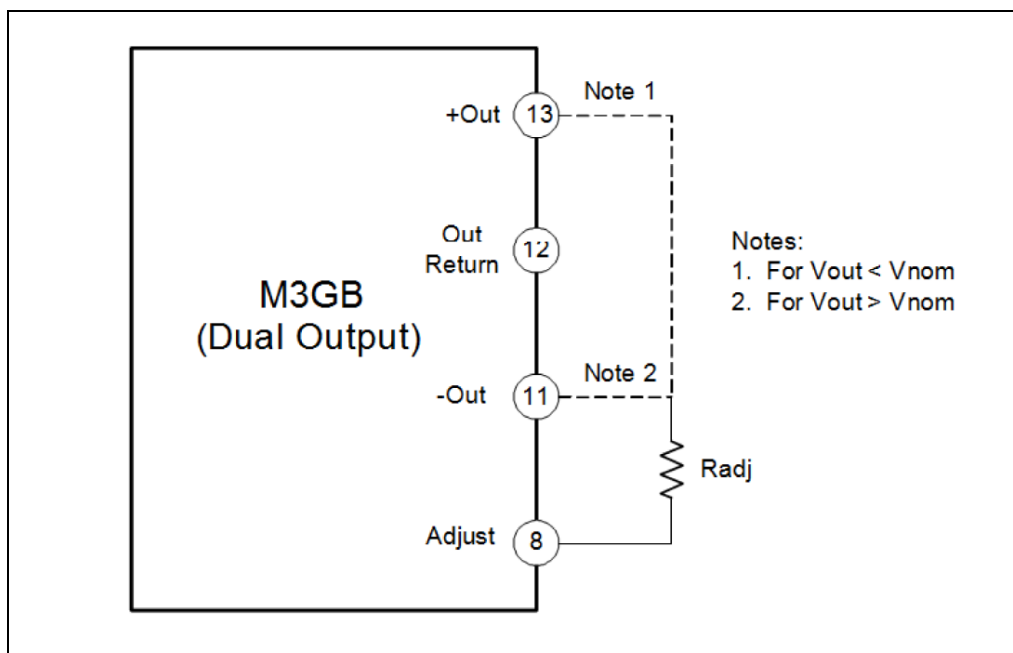 Note 1
+Out
13
Out
Return
12
M3GB
(Dual Output)
Notes:
1. For Vout < Vnom
2. For Vout > Vnom
Note 2
-Out
11
Radj
Adjust
8